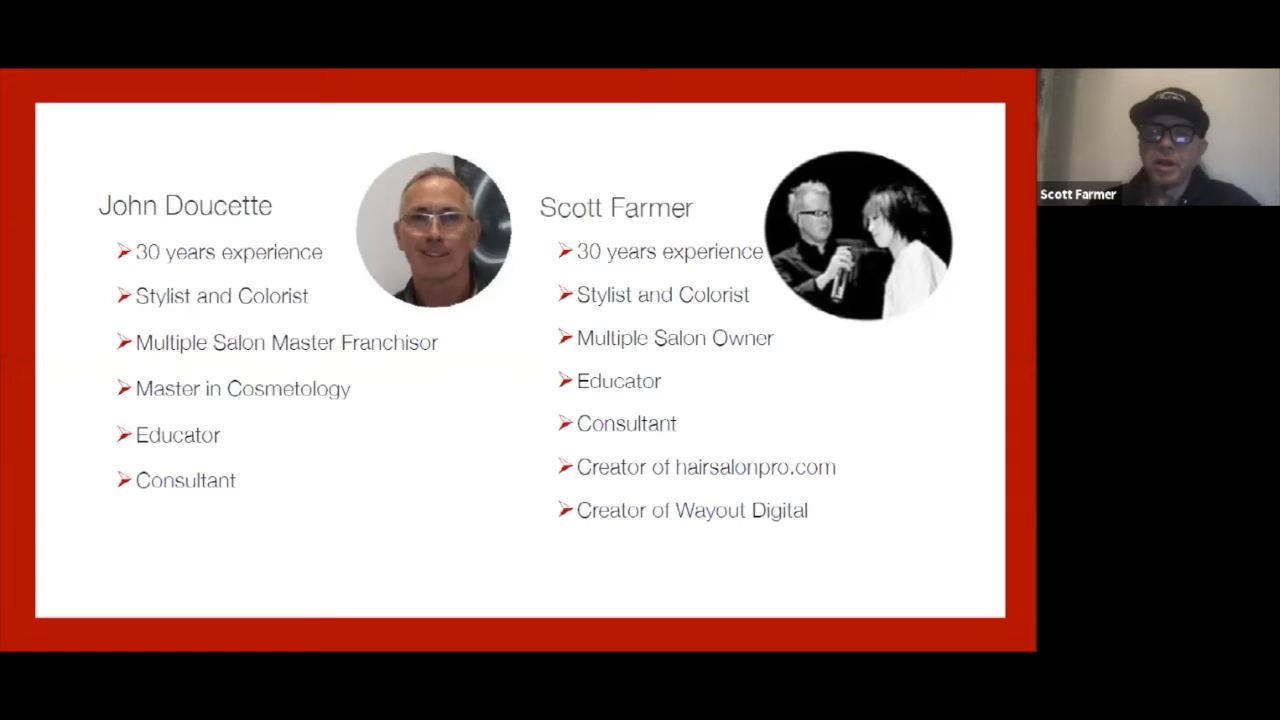 John Doucette
30 years experience
Stylist and Colorist
Multiple Salon Master Franchisor
Master in Cosmetology
Educator
Consultant
Scott Farmer
30 years experience
Stylist and Colorist
Multiple Salon Owner
Educator
Consultant
Creator of hairsalonpro.com
Creator of Wayout Digital
Scott Farmer